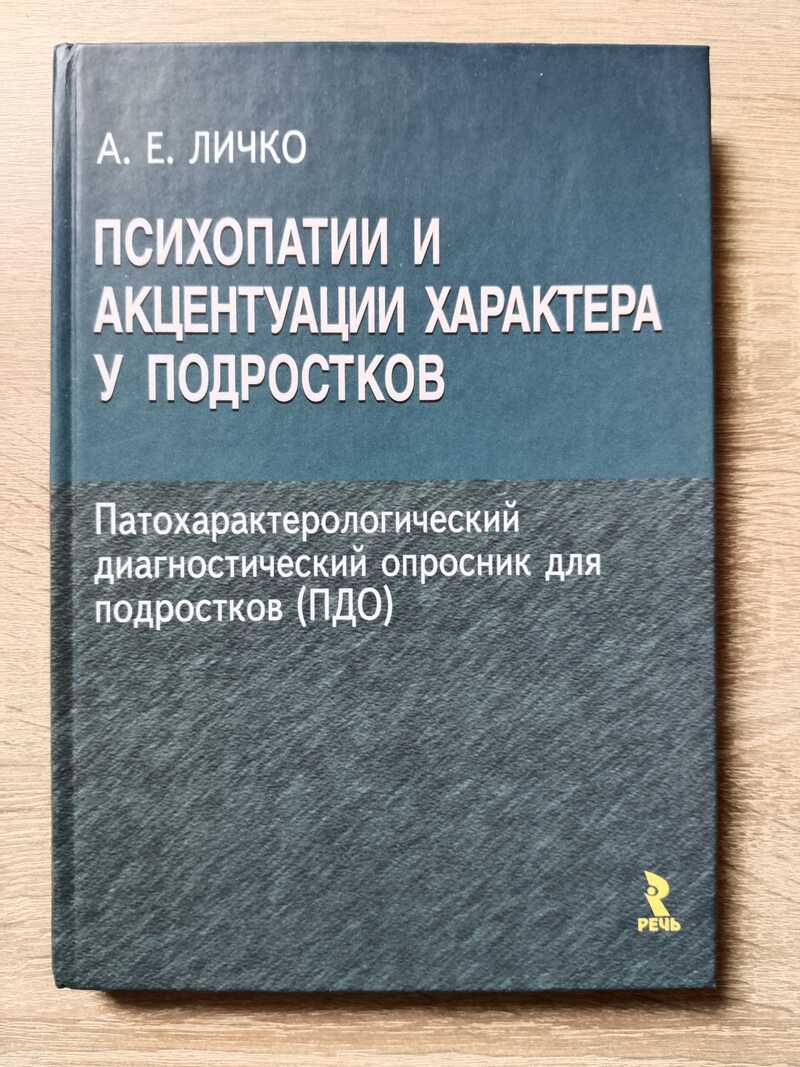 А. Е. ЛИЧКО
ПСИХОПАТИИ И
АКЦЕНТУАЦИИ ХАРАКТЕРА
У ПОДРОСТКОВ
Патохарактерологический
диагностический опросник для
подростков (ПДО)
РЕЧЬ